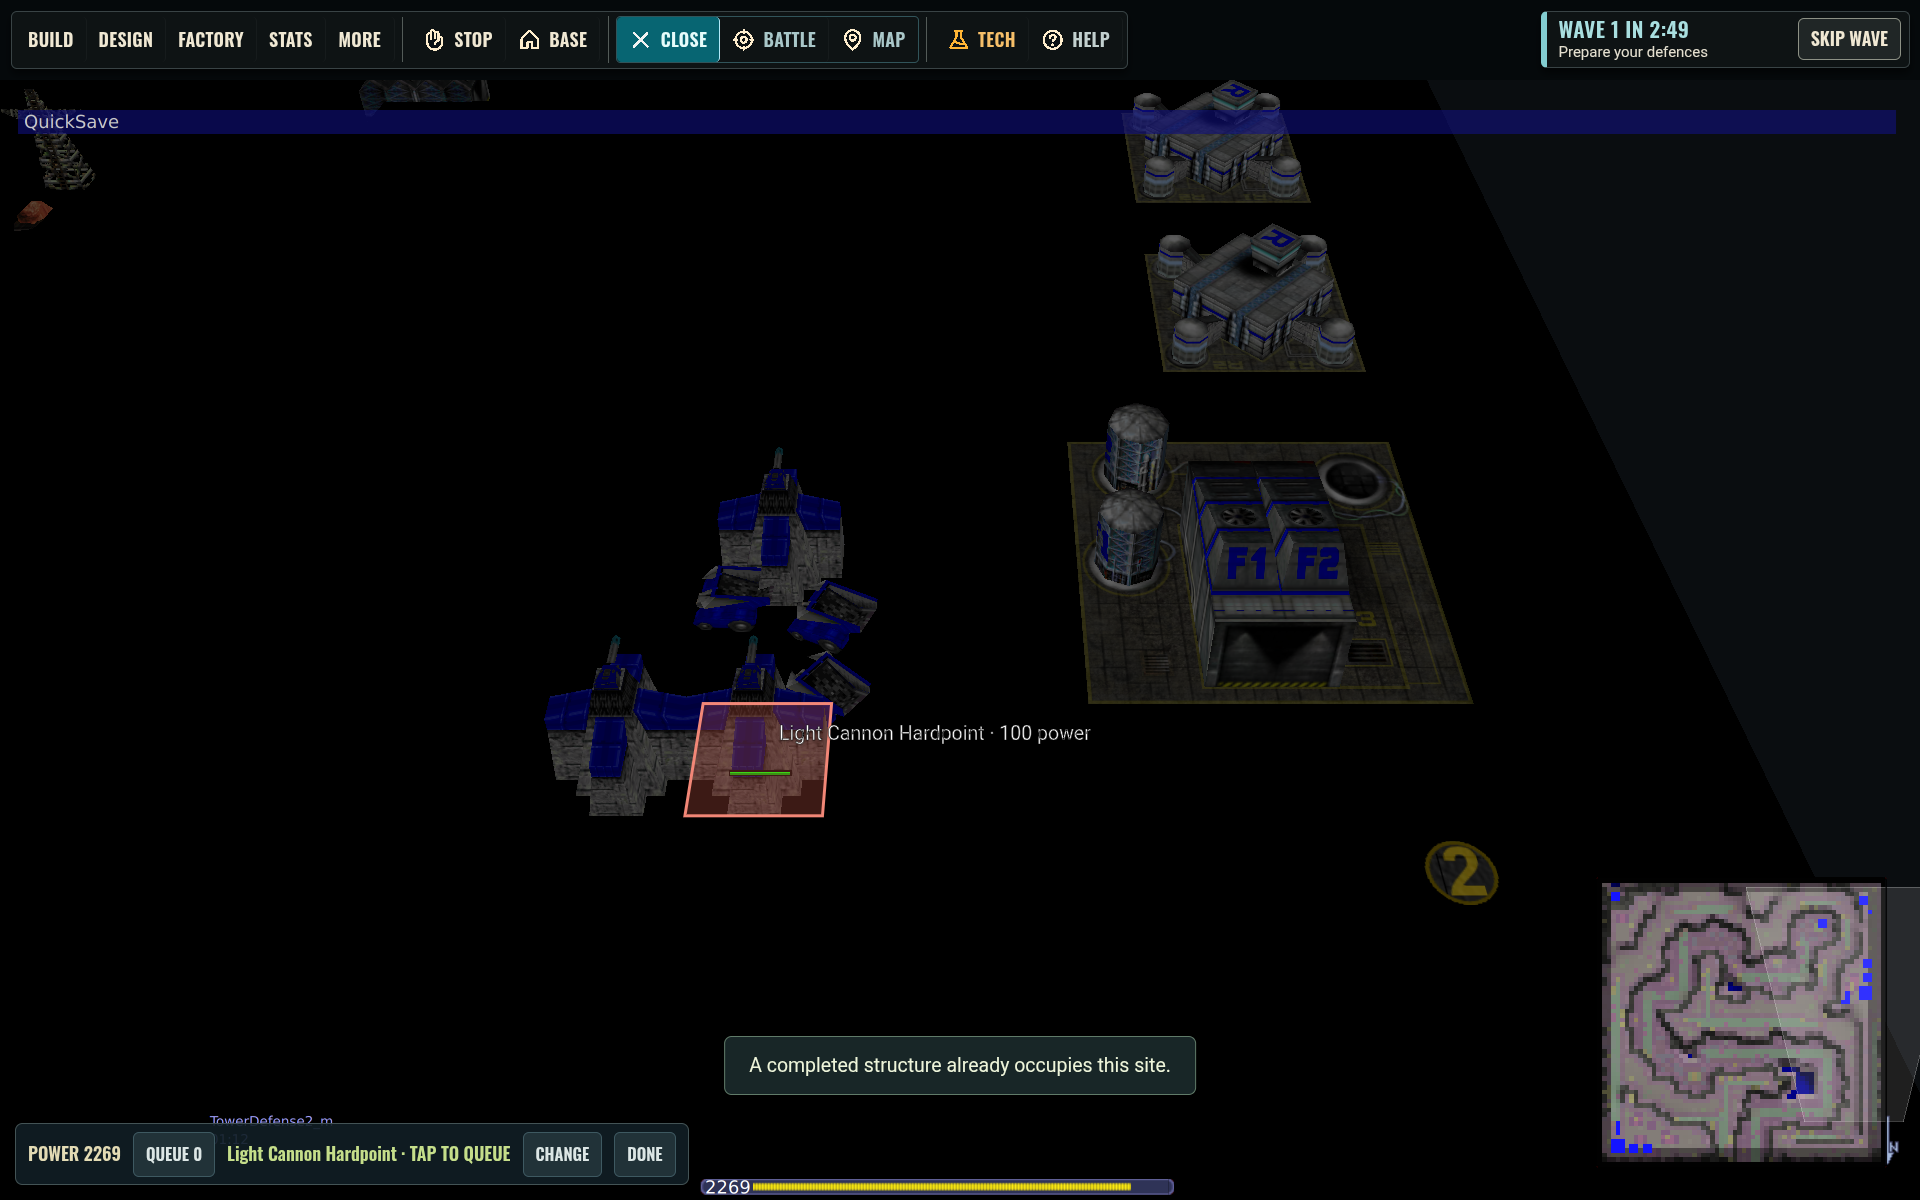 BUILD DESIGN FACTORY STATS MORE STOP BASE CLOSE BATTLE MAP TECH HELP
WAVE 1 IN 2:49
Prepare your defences
SKIP WAVE
QuickSave
R
R
F1 F2
3
Light Cannon Hardpoint · 100 power
2
A completed structure already occupies this site.
TowerDefense2_m
POWER 2269 QUEUE 0 Light Cannon Hardpoint · TAP TO QUEUE CHANGE DONE
2269
N